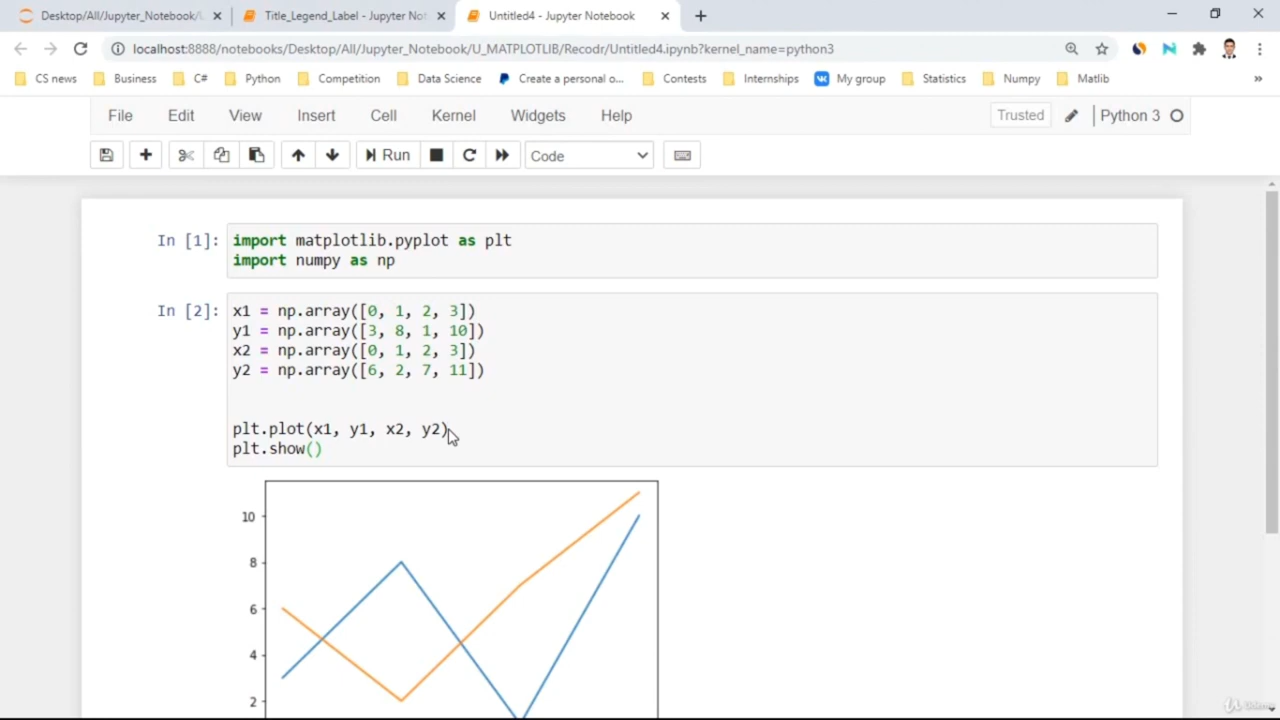 Desktop/All/Jupyter_Notebook/U
Title_Legend_Label - Jupyter Not
Untitled4 - Jupyter Notebook
localhost:8888/notebooks/Desktop/All/Jupyter_Notebook/U_MATPLOTLIB/Recodr/Untitled4.ipynb?kernel_name=python3
CS news Business C# Python Competition Data Science Create a personal o... Contests Internships My group Statistics Numpy Matlib »
File Edit View Insert Cell Kernel Widgets Help Trusted Python 3
Run Code
In [1]:
import matplotlib.pyplot as plt
import numpy as np
In [2]:
x1 = np.array([0, 1, 2, 3])
y1 = np.array([3, 8, 1, 10])
x2 = np.array([0, 1, 2, 3])
y2 = np.array([6, 2, 7, 11])
plt.plot(x1, y1, x2, y2)
plt.show()
10
8
6
4
2
Udemy